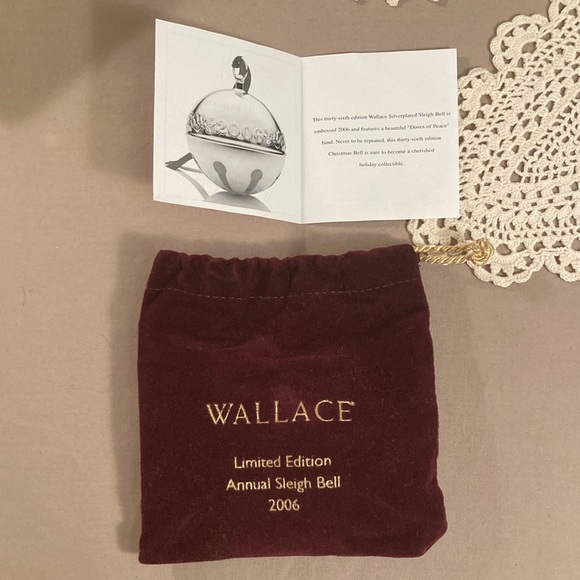 2006
This thirty-sixth edition Wallace Silverplated Sleigh Bell is
embossed 2006 and features a beautiful "Doves of Peace"
band. Never to be repeated, this thirty-sixth edition
Christmas Bell is sure to become a cherished
holiday collectible.
WALLACE®
Limited Edition
Annual Sleigh Bell
2006